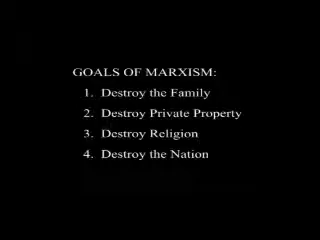 GOALS OF MARXISM:
1. Destroy the Family
2. Destroy Private Property
3. Destroy Religion
4. Destroy the Nation